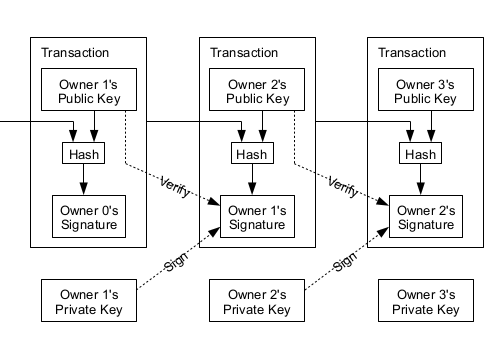 Transaction
Owner 1's
Public Key
Hash
Owner 0's
Signature
Transaction
Owner 2's
Public Key
Hash
Verify
Owner 1's
Signature
Transaction
Owner 3's
Public Key
Hash
Verify
Owner 2's
Signature
Sign
Sign
Owner 1's
Private Key
Owner 2's
Private Key
Owner 3's
Private Key